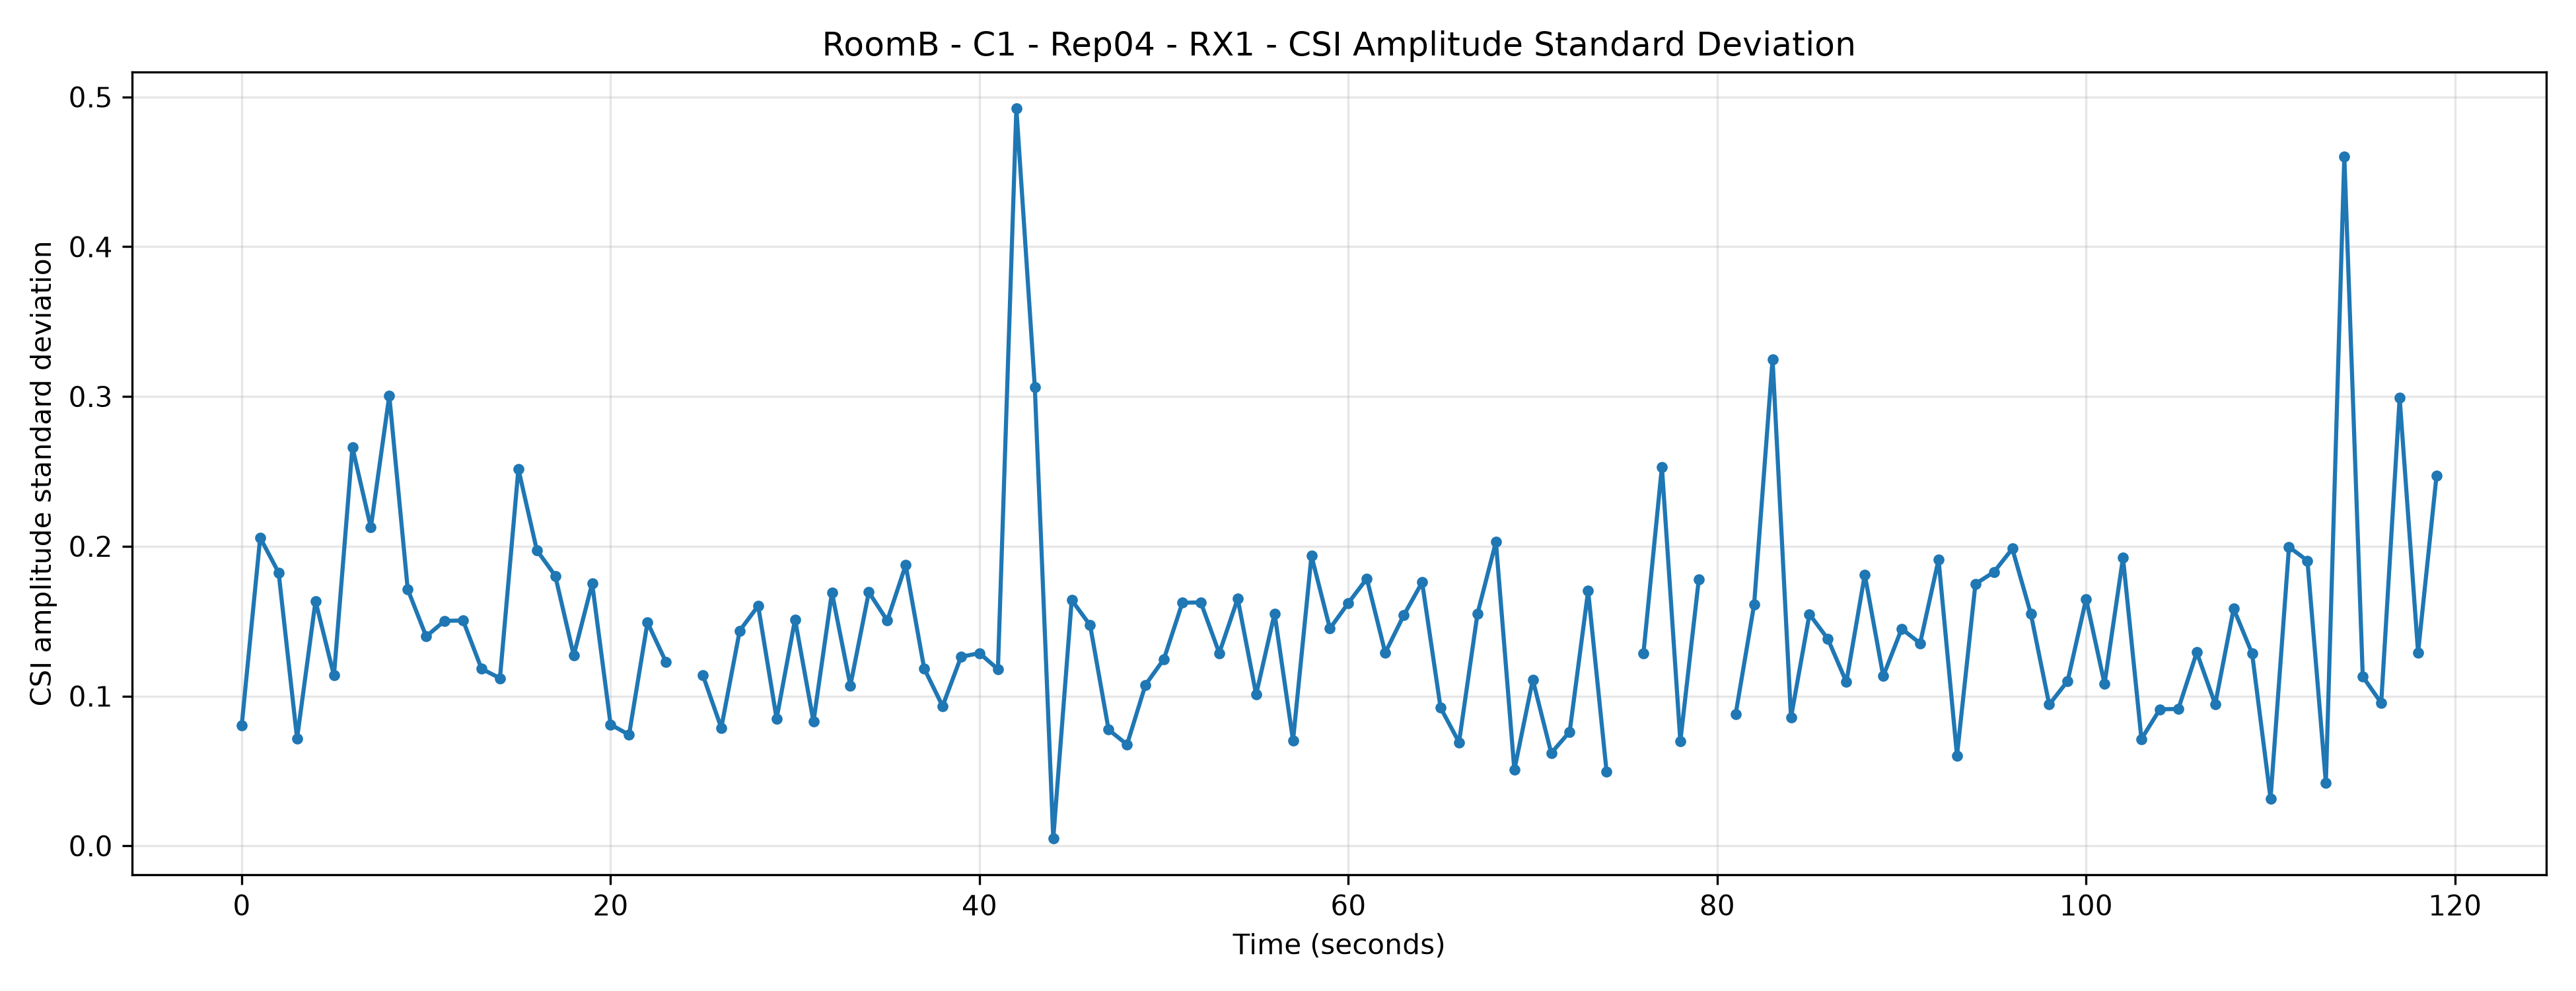 RoomB - C1 - Rep04 - RX1 - CSI Amplitude Standard Deviation
CSI amplitude standard deviation
0.5
0.4
0.3
0.2
0.1
0.0
0 20 40 60 80 100 120
Time (seconds)